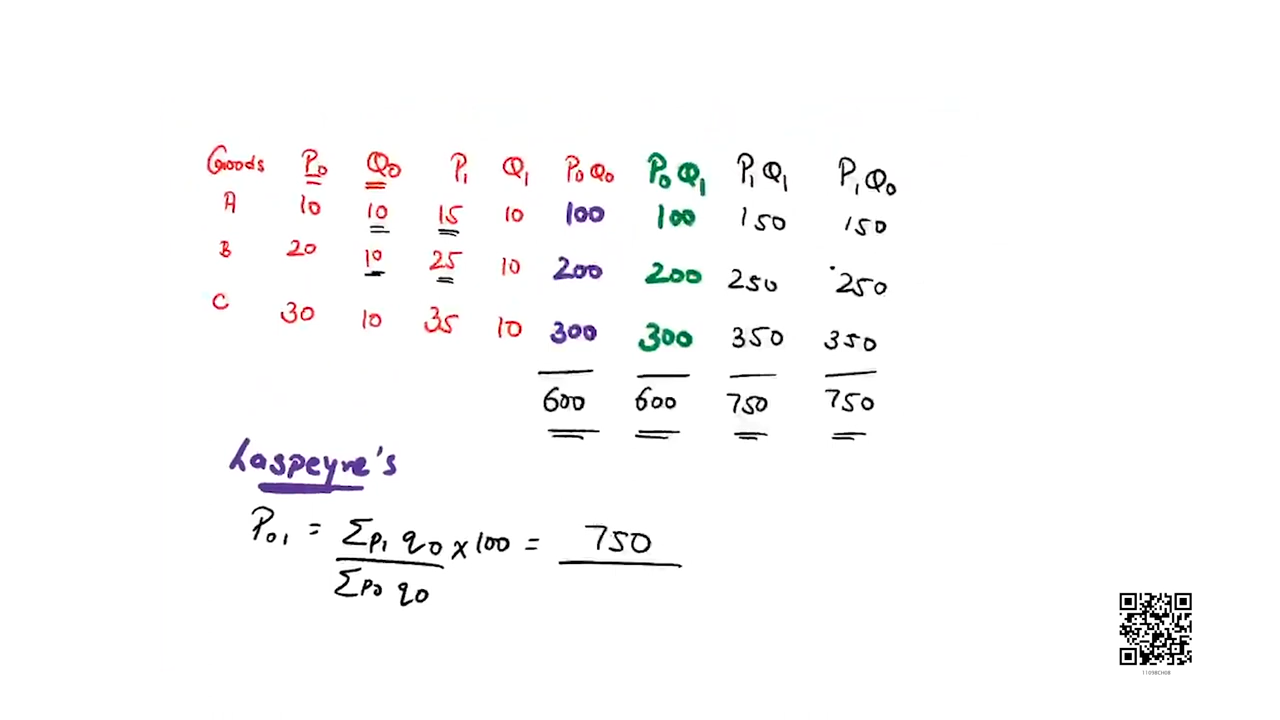 Goods P₀ Q₀ P₁ Q₁ P₀Q₀ P₀Q₁ P₁Q₁ P₁Q₀
A 10 10 15 10 100 100 150 150
B 20 10 25 10 200 200 250 250
C 30 10 35 10 300 300 350 350
600 600 750 750
Laspeyre's
P₀₁ = Σp₁q₀ × 100 = 750
Σp₀q₀
11098CH08